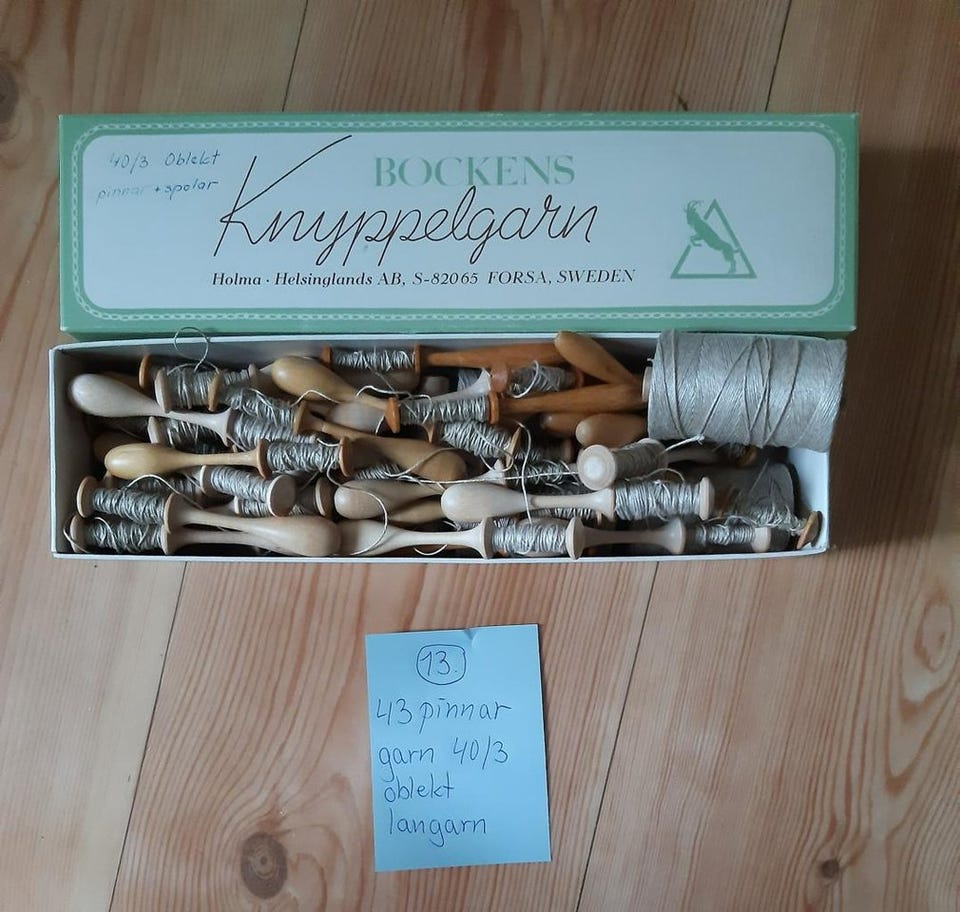 40/3 Oblekt
pinnar + spolar
BOCKENS
Knyppelgarn
Holma · Helsinglands AB, S-82065 FORSA, SWEDEN
13.
43 pinnar
garn 40/3
oblekt
langarn